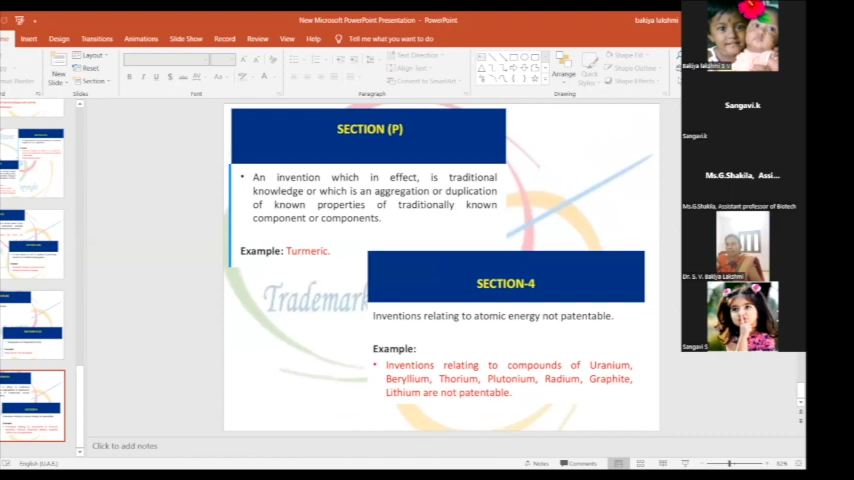 New Microsoft PowerPoint Presentation - PowerPoint
bakiya lakshmi
Insert Design Transitions Animations Slide Show Record Review View Help Tell me what you want to do
New Slide
Layout
Reset
Section
Slides
Font
Paragraph
Text Direction
Align Text
Convert to SmartArt
Arrange
Quick Styles
Shape Fill
Shape Outline
Shape Effects
Drawing
SECTION (P)
• An invention which in effect, is traditional
knowledge or which is an aggregation or duplication
of known properties of traditionally known
component or components.
Example: Turmeric.
Trademark
SECTION-4
Inventions relating to atomic energy not patentable.
Example:
• Inventions relating to compounds of Uranium,
Beryllium, Thorium, Plutonium, Radium, Graphite,
Lithium are not patentable.
Click to add notes
English (U.A.E)
Notes
Comments
82%
Sangavi.k
Sangavi.k
Ms.G.Shakila, Assi...
Ms.G.Shakila, Assistant professor of Biotech
Dr. S. V. Bakiya Lakshmi
Sangavi S